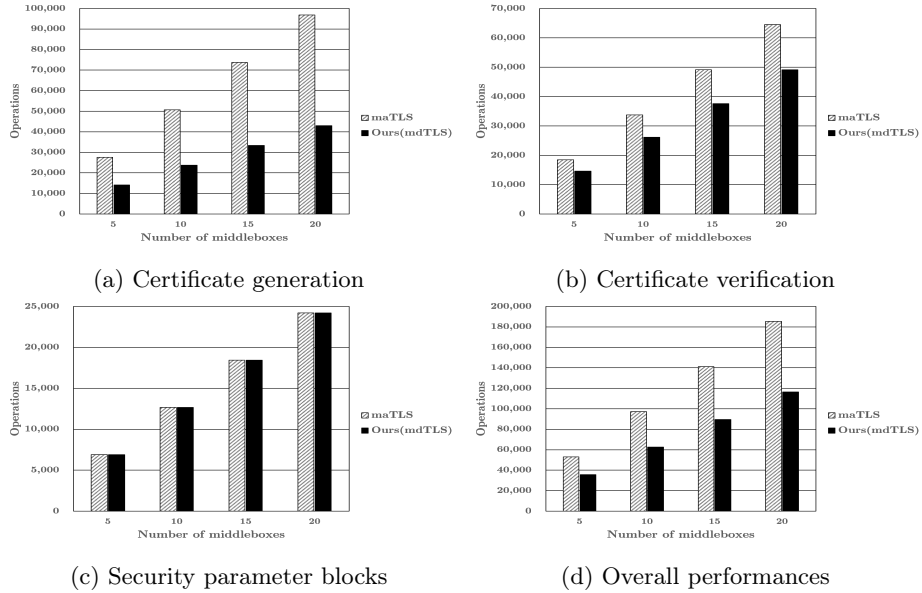 100,000
90,000
80,000
70,000
60,000
50,000
40,000
30,000
20,000
10,000
0
Operations
5 10 15 20
Number of middleboxes
maTLS
Ours(mdTLS)
(a) Certificate generation
70,000
60,000
50,000
40,000
30,000
20,000
10,000
0
Operations
5 10 15 20
Number of middleboxes
maTLS
Ours(mdTLS)
(b) Certificate verification
25,000
20,000
15,000
10,000
5,000
0
Operations
5 10 15 20
Number of middleboxes
maTLS
Ours(mdTLS)
(c) Security parameter blocks
200,000
180,000
160,000
140,000
120,000
100,000
80,000
60,000
40,000
20,000
0
Operations
5 10 15 20
Number of middleboxes
maTLS
Ours(mdTLS)
(d) Overall performances